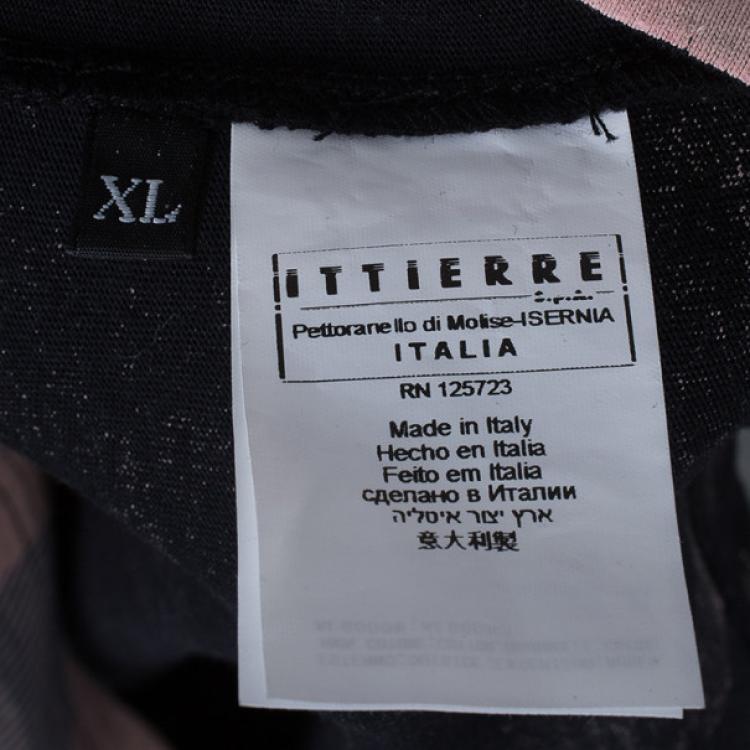 XL
ITTIERRE
S.p.A.
Pettoranello di Molise-ISERNIA
ITALIA
RN 125723
Made in Italy
Hecho en Italia
Feito em Italia
сделано в Италии
ארץ יצור איטליה
意大利製